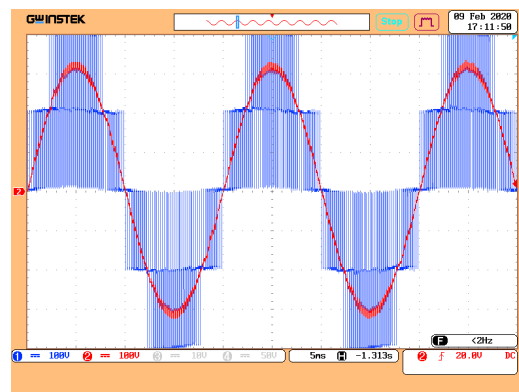 GWINSTEK
Stop
09 Feb 2020
17:11:50
2
F <2Hz
1 100V 2 100V 3 10V 4 50V 5ms H -1.313s 2 20.0V DC